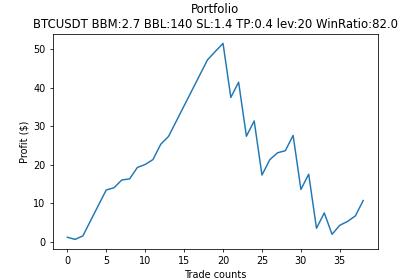 Portfolio
BTCUSDT BBM:2.7 BBL:140 SL:1.4 TP:0.4 lev:20 WinRatio:82.0
50
40
30
20
10
0
Profit ($)
0 5 10 15 20 25 30 35
Trade counts